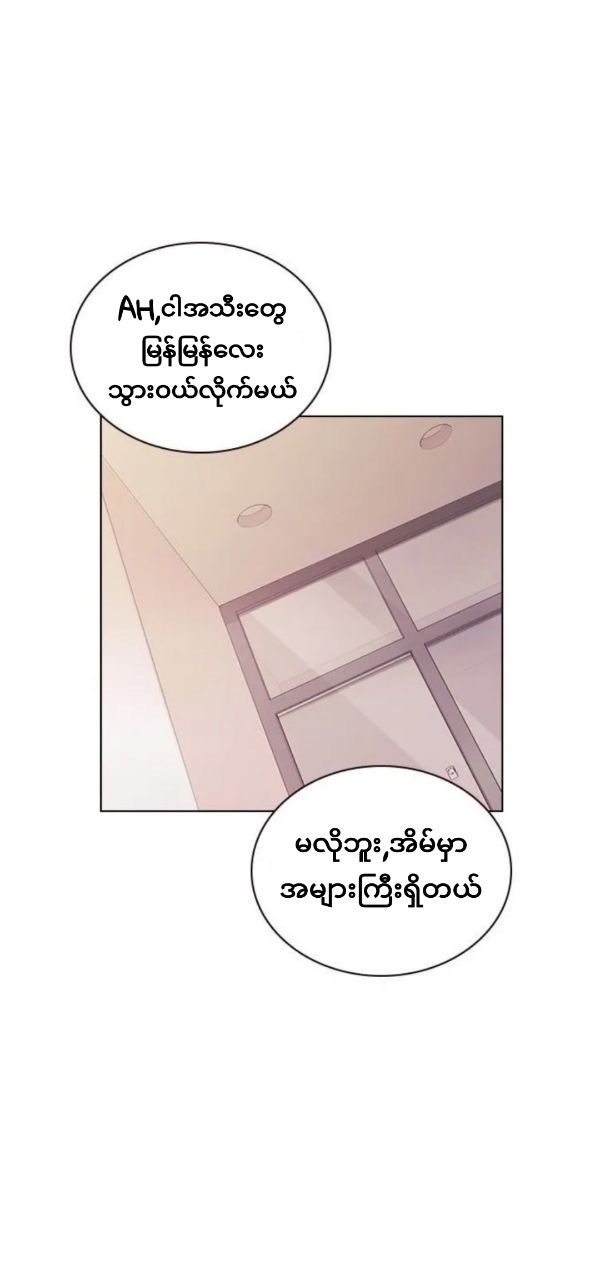 AH,ငါအသီးတွေ
မြန်မြန်လေး
သွားဝယ်လိုက်မယ်
မလိုဘူး,အိမ်မှာ
အများကြီးရှိတယ်